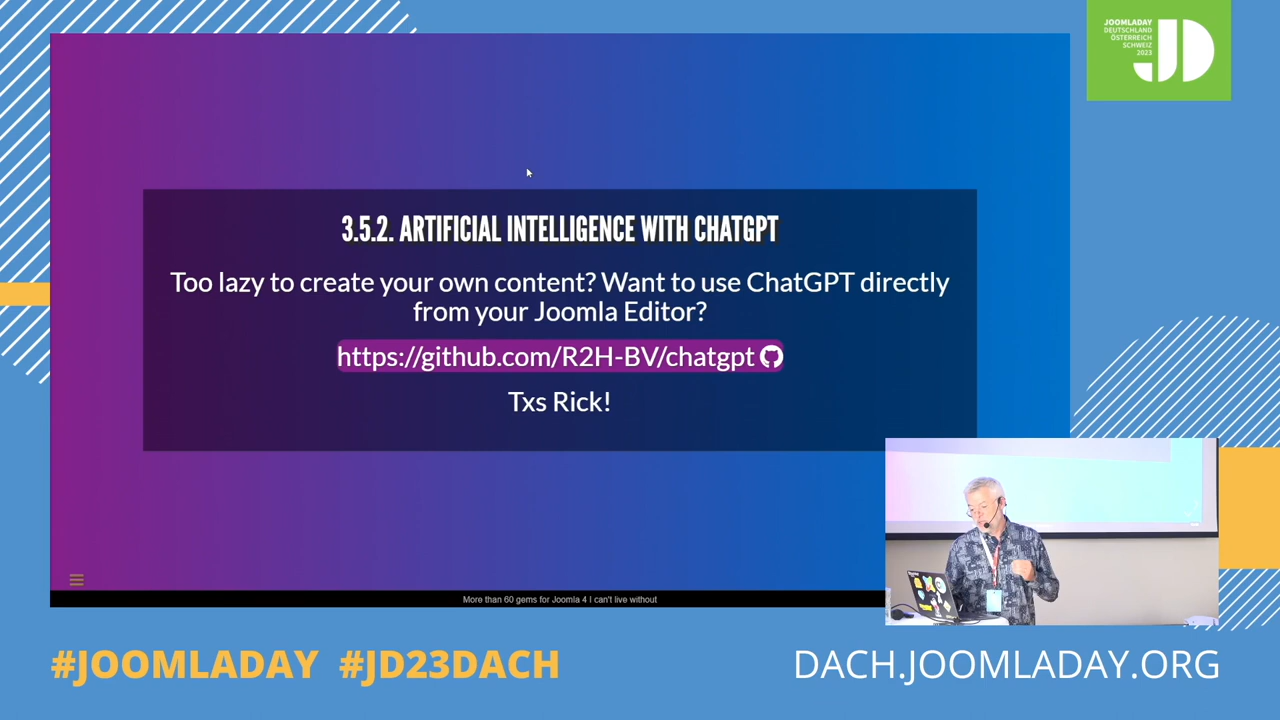 JOOMLADAY
DEUTSCHLAND
ÖSTERREICH
SCHWEIZ
2023
JD
3.5.2. ARTIFICIAL INTELLIGENCE WITH CHATGPT
Too lazy to create your own content? Want to use ChatGPT directly
from your Joomla Editor?
https://github.com/R2H-BV/chatgpt
Txs Rick!
More than 60 gems for Joomla 4 I can't live without
#JOOMLADAY #JD23DACH
DACH.JOOMLADAY.ORG